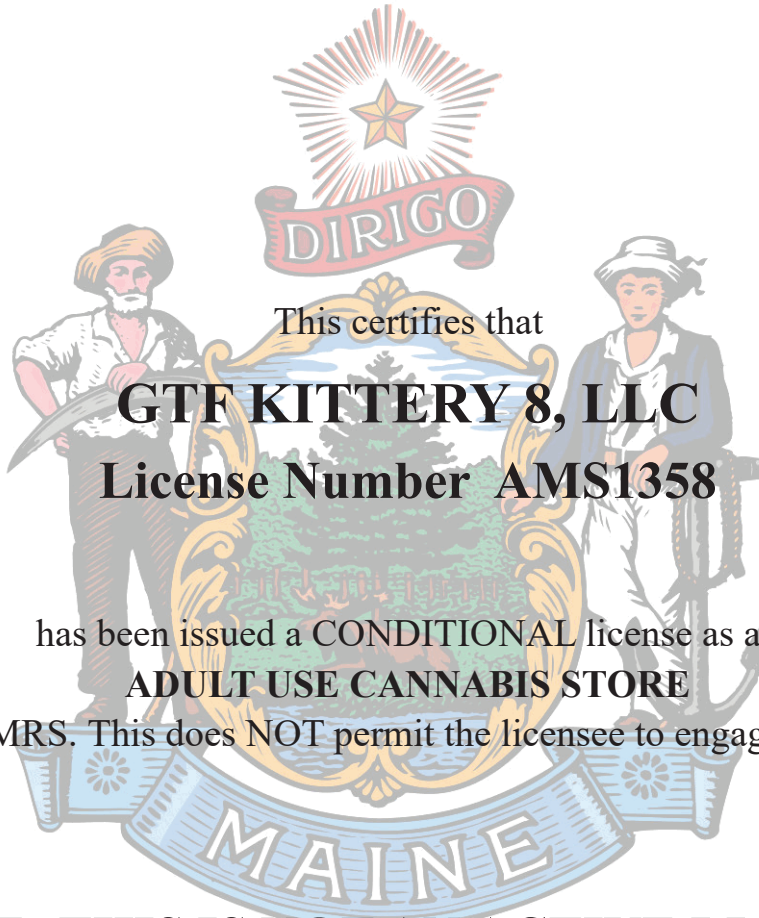 DIRIGO
This certifies that
GTF KITTERY 8, LLC
License Number AMS1358
has been issued a CONDITIONAL license as a
ADULT USE CANNABIS STORE
MRS. This does NOT permit the licensee to engag
MAINE